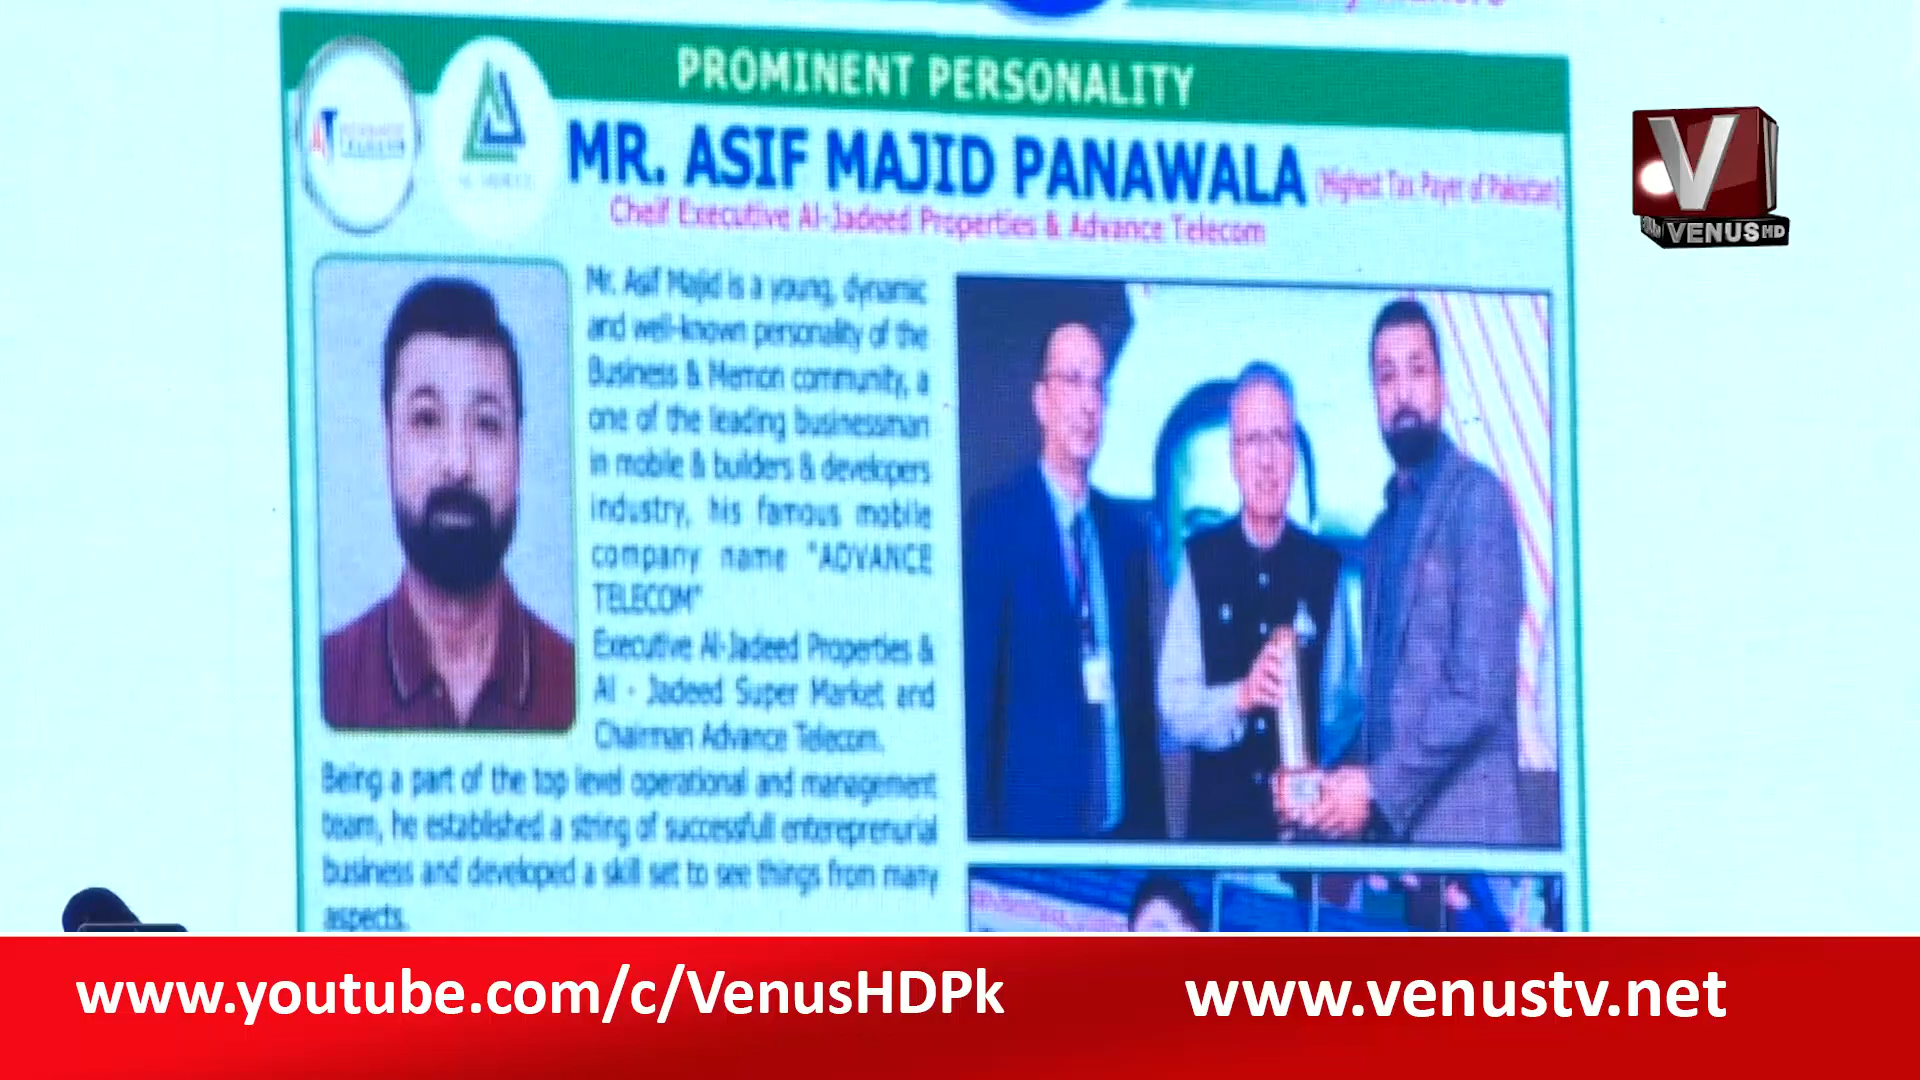 PROMINENT PERSONALITY
MR. ASIF MAJID PANAWALA (Highest Tax Payer of Pakistan)
Cheif Executive Al-Jadeed Properties & Advance Telecom
AT
TELECOM
Mr. Asif Majid is a young, dynamic
and well-known personality of the
Business & Memon community, a
one of the leading businessman
in mobile & builders & developers
industry, his famous mobile
company name "ADVANCE
TELECOM"
Executive Al-Jadeed Properties &
Al - Jadeed Super Market and
Chairman Advance Telecom.
Being a part of the top level operational and management
team, he established a string of successfull entereprenurial
business and developed a skill set to see things from many
aspects.
V
VENUS HD
www.youtube.com/c/VenusHDPk
www.venustv.net